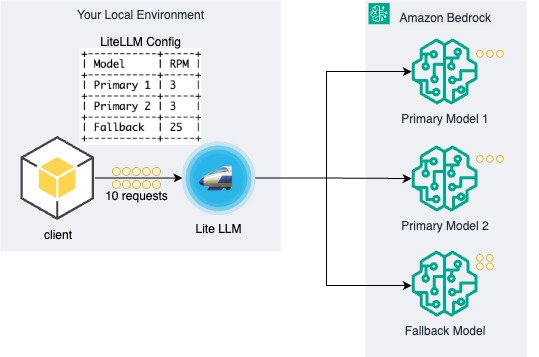 Your Local Environment
LiteLLM Config
+----------+-----+
| Model | RPM |
+----------+-----+
| Primary 1 | 3 |
+----------+-----+
| Primary 2 | 3 |
+----------+-----+
| Fallback | 25 |
+----------+-----+
10 requests
client
Lite LLM
Amazon Bedrock
Primary Model 1
Primary Model 2
Fallback Model